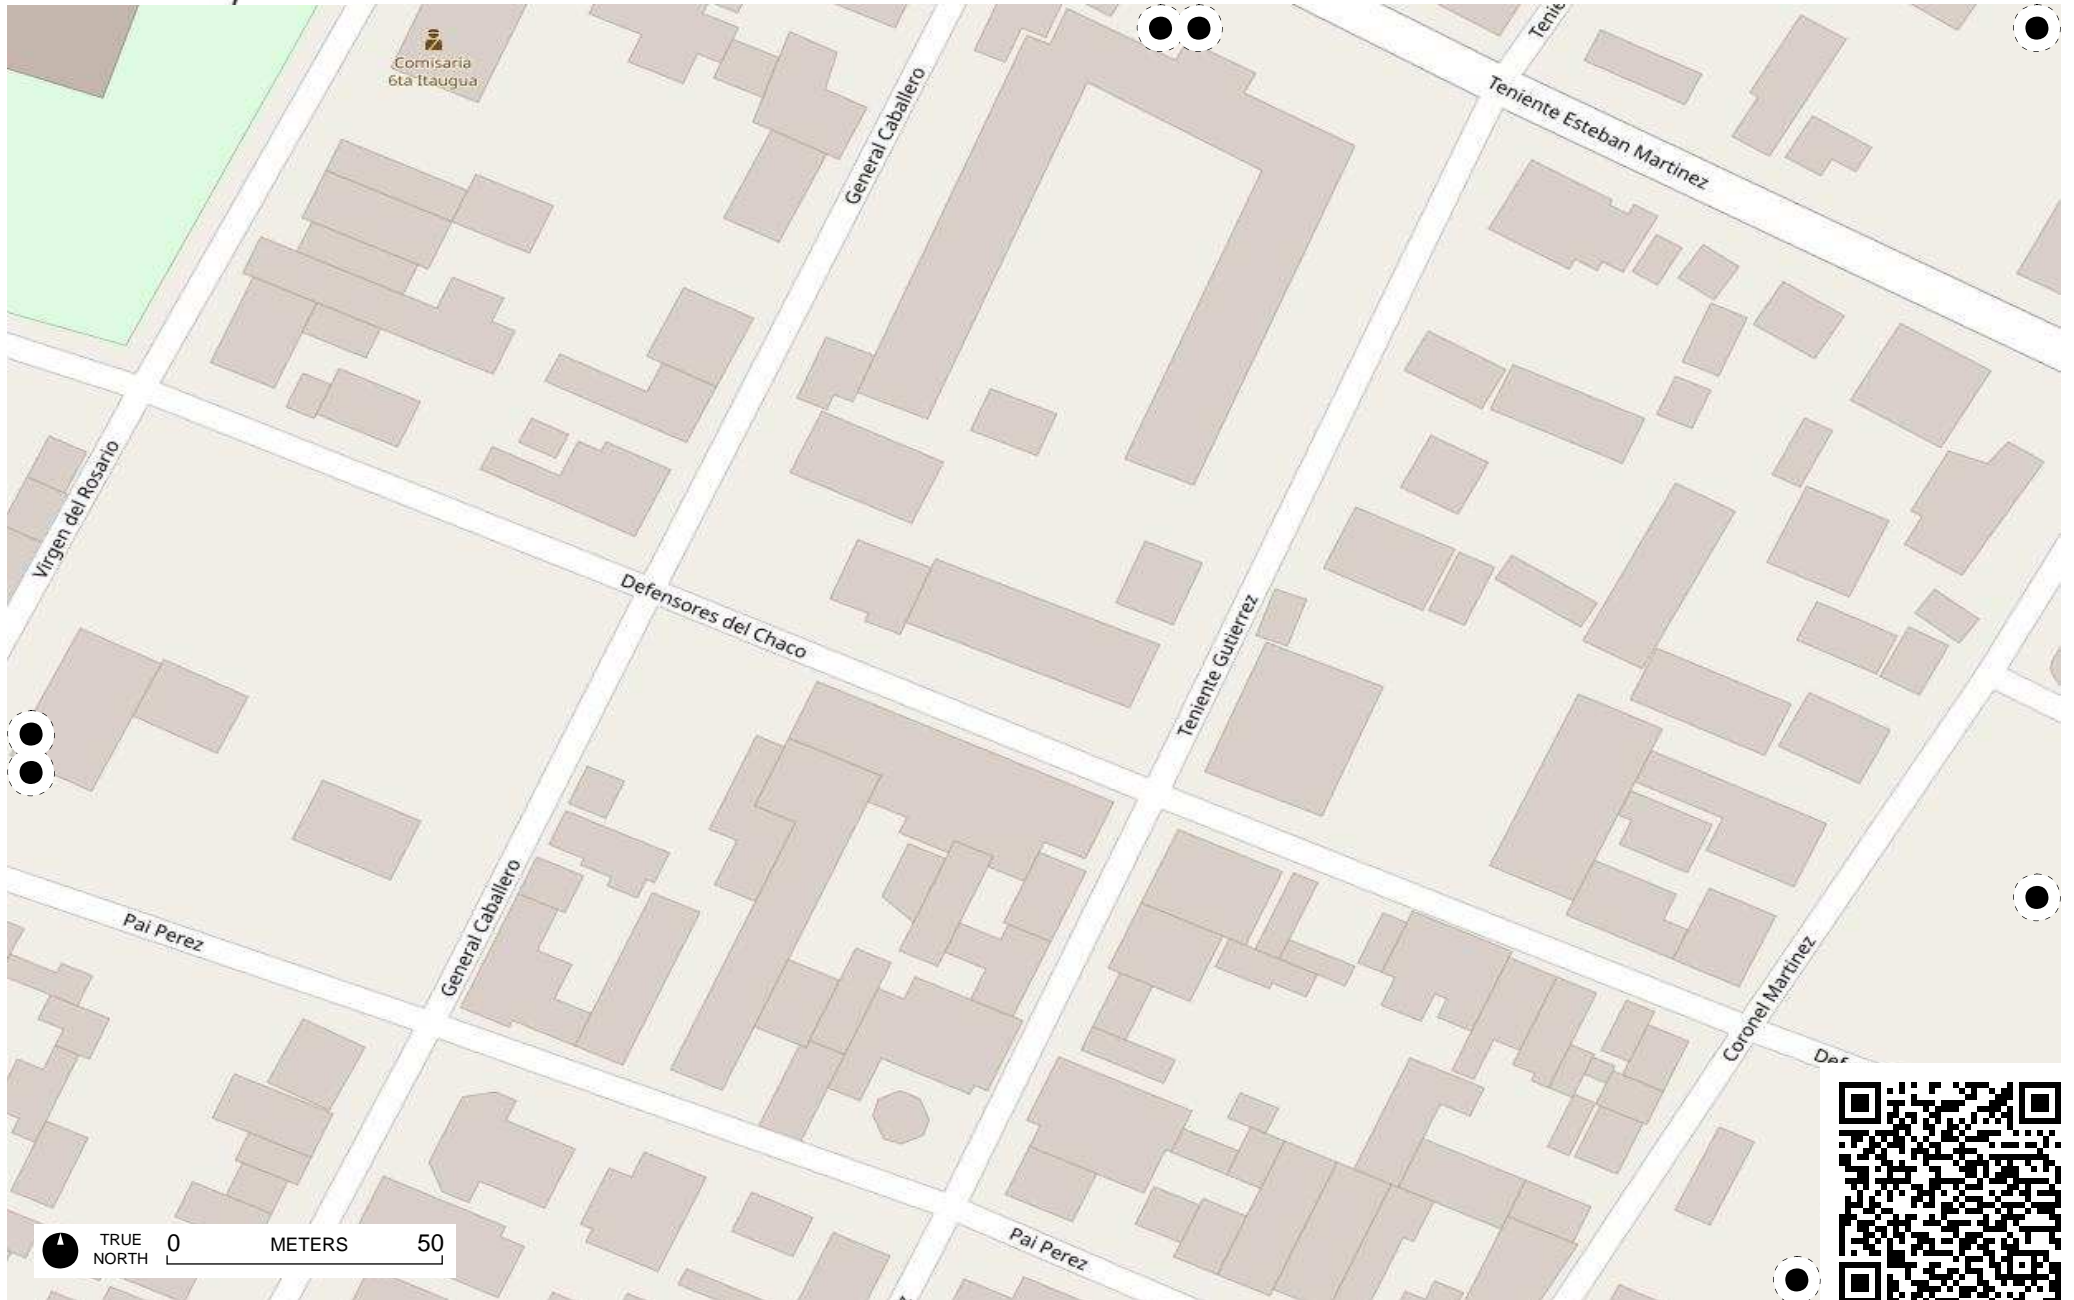 Comisaria
6ta Itaugua
General Caballero
Teniente Esteban Martinez
Virgen del Rosario
Defensores del Chaco
Teniente Gutierrez
General Caballero
Pai Perez
Coronel Martinez
Pai Perez
TRUE
NORTH
0 METERS 50